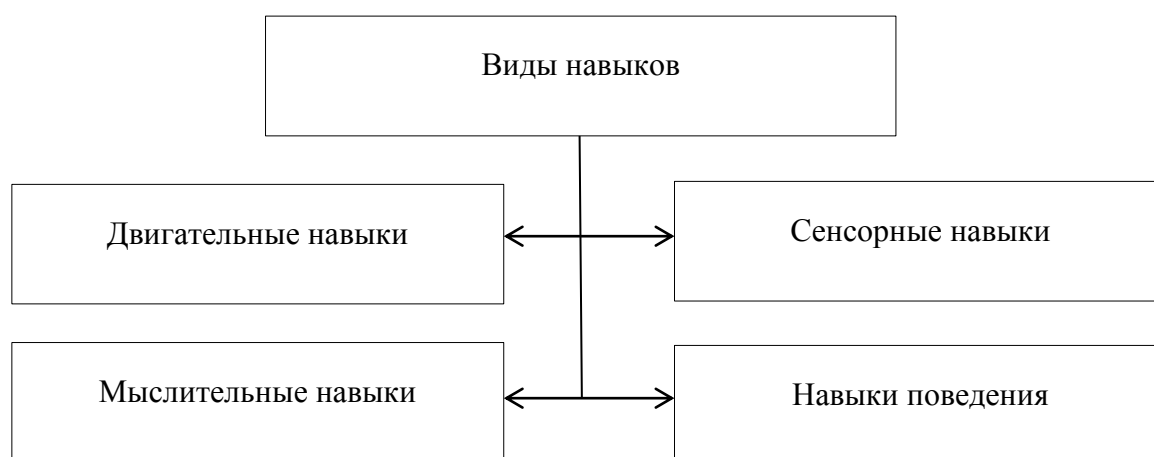 Виды навыков
Двигательные навыки
Сенсорные навыки
Мыслительные навыки
Навыки поведения